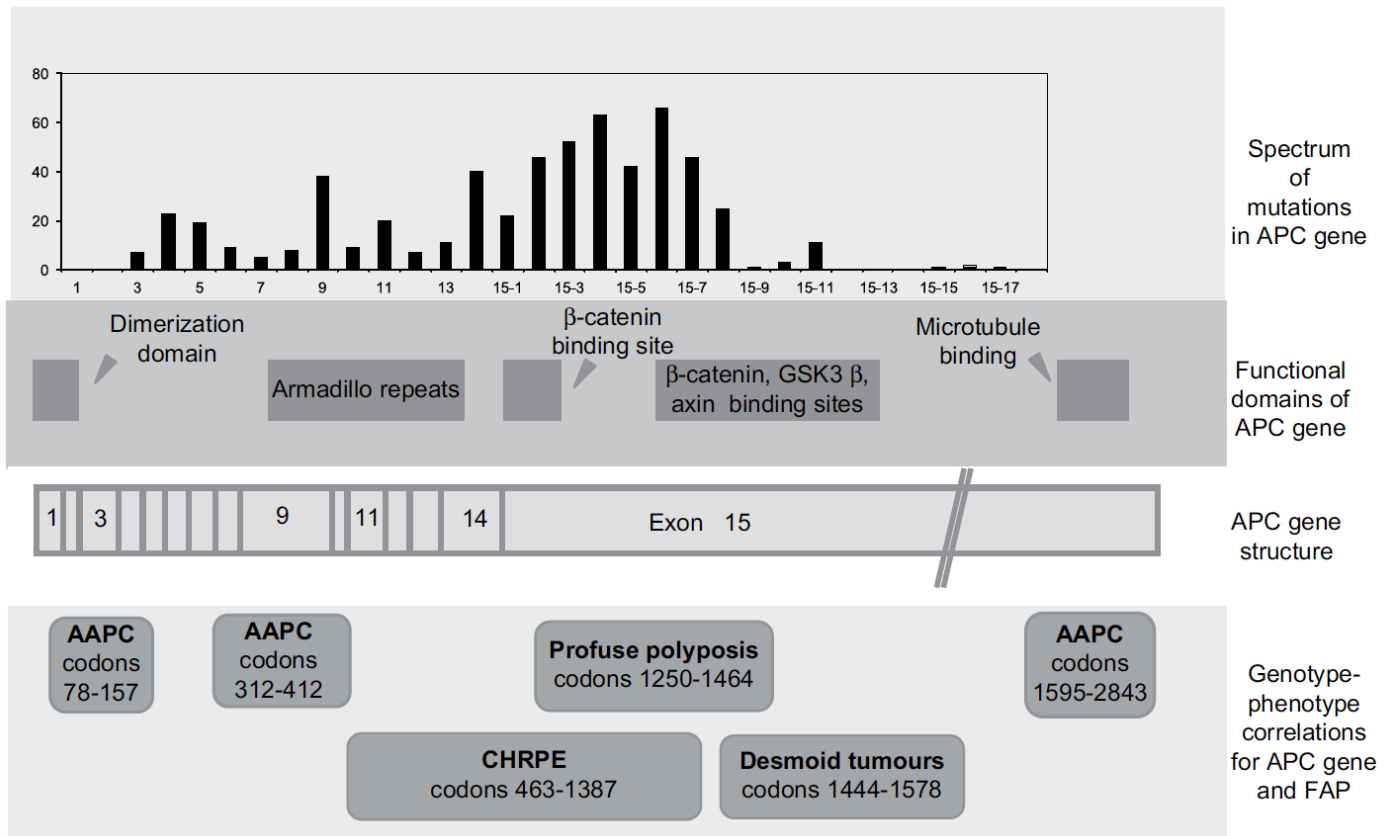 80
60
40
20
0
1 3 5 7 9 11 13 15-1 15-3 15-5 15-7 15-9 15-11 15-13 15-15 15-17
Spectrum
of
mutations
in APC gene
Dimerization
domain
Armadillo repeats
β-catenin
binding site
β-catenin, GSK3 β,
axin binding sites
Microtubule
binding
Functional
domains of
APC gene
1 3 9 11 14 Exon 15
APC gene
structure
AAPC
codons
78-157
AAPC
codons
312-412
Profuse polyposis
codons 1250-1464
AAPC
codons
1595-2843
CHRPE
codons 463-1387
Desmoid tumours
codons 1444-1578
Genotype-
phenotype
correlations
for APC gene
and FAP